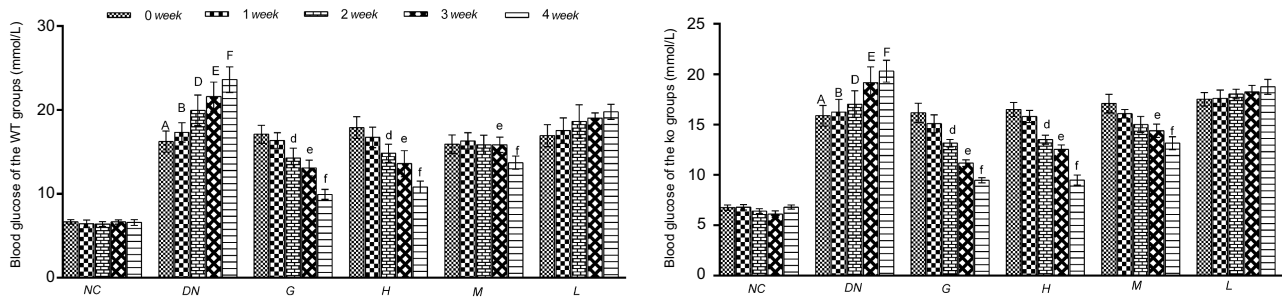 0 week 1 week 2 week 3 week 4 week
Blood glucose of the WT groups (mmol/L)
30
20
10
0
A B D E F
d e f
d e f
e f
NC DN G H M L
Blood glucose of the ko groups (mmol/L)
25
20
15
10
5
0
A B D E F
d e f
d e f
e f
NC DN G H M L